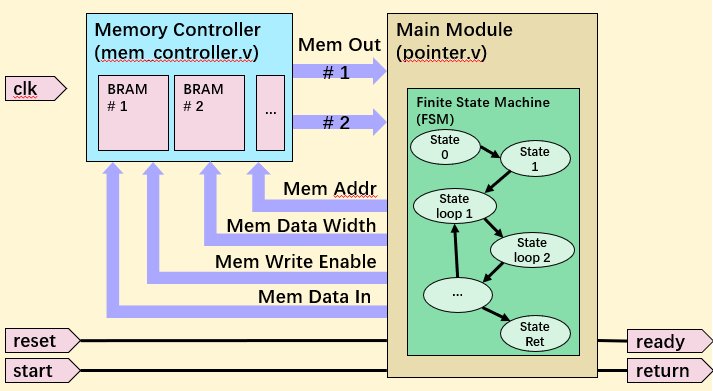 Memory Controller
(mem_controller.v)
BRAM
# 1
BRAM
# 2
...
clk
Mem Out
# 1
# 2
Main Module
(pointer.v)
Finite State Machine
(FSM)
State
0
State
1
State
loop 1
State
loop 2
...
State
Ret
Mem Addr
Mem Data Width
Mem Write Enable
Mem Data In
reset
start
ready
return